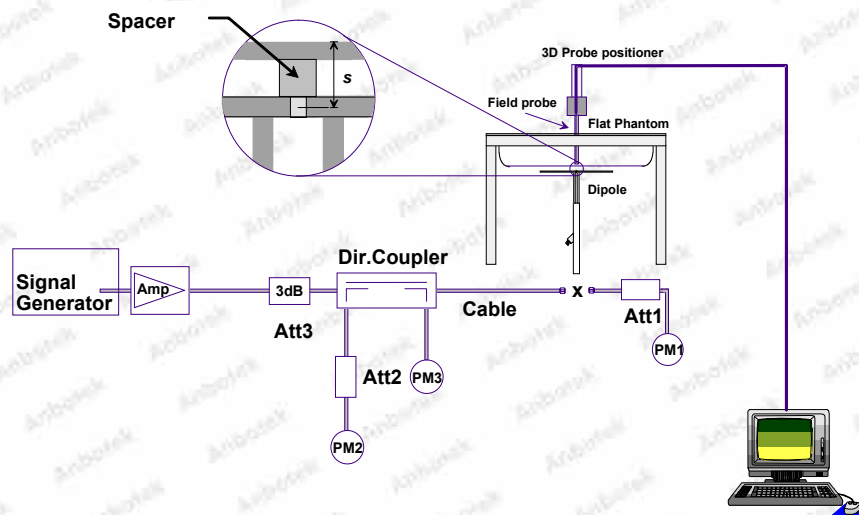 Spacer
s
3D Probe positioner
Field probe
Flat Phantom
Dipole
Dir.Coupler
Signal
Generator
Amp
3dB
Att3
Cable
x
Att1
PM1
Att2
PM3
PM2
Anbotek